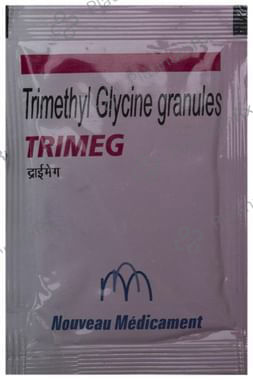 Trimethyl Glycine granules
TRIMEG
ट्राईमेग
Nouveau Médicament